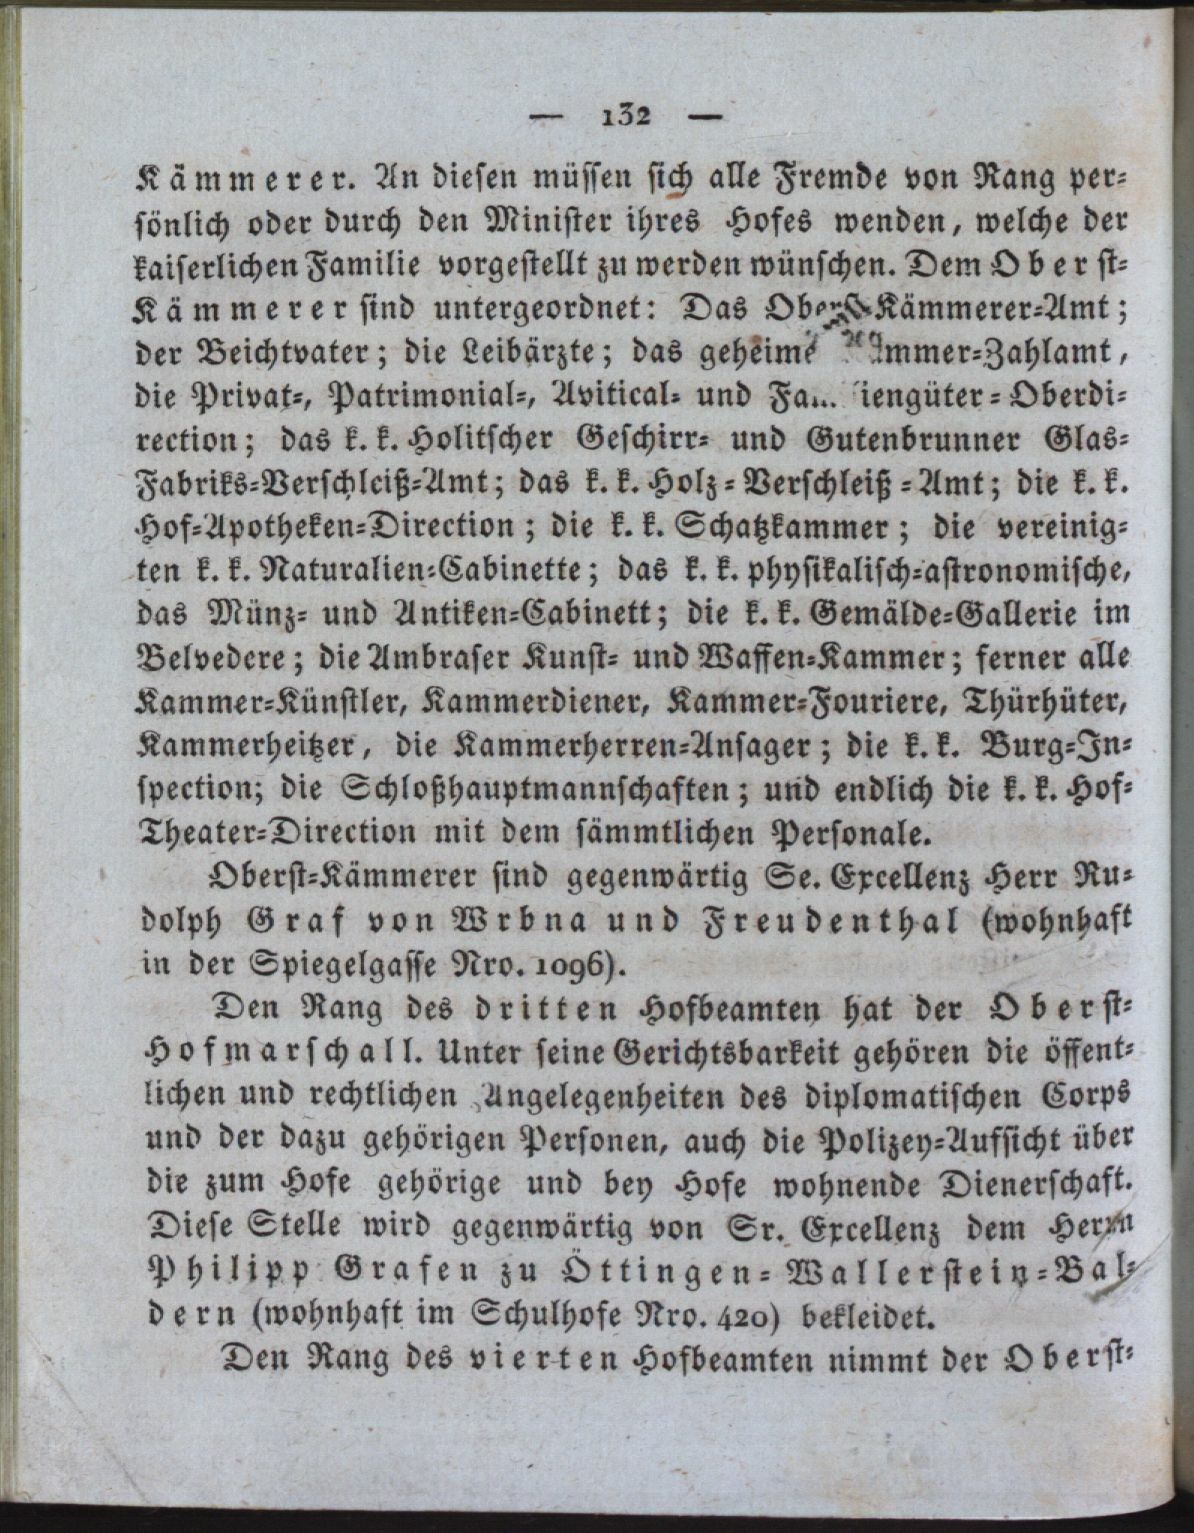 — 132 —
Kämmerer. An diesen müssen sich alle Fremde von Rang per-
sönlich oder durch den Minister ihres Hofes wenden, welche der
kaiserlichen Familie vorgestellt zu werden wünschen. Dem Oberst-
Kämmerer sind untergeordnet: Das Oberst-Kämmerer-Amt;
der Beichtvater; die Leibärzte; das geheime
die Privat-, Patrimonial-, Avitical- und
rection; das k. k. Holitscher Geschirr- und Gutenbrunner Glas-
Fabriks-Verschleiß-Amt; das k. k. Holz-Verschleiß-Amt; die k. k.
Hof-Apotheken-Direction; die k. k. Schatzkammer; die vereinig-
ten k. k. Naturalien-Cabinette; das k. k. physikalisch-astronomische,
das Münz- und Antiken-Cabinett; die k. k. Gemälde-Gallerie im
Belvedere; die Ambraser Kunst- und Waffen-Kammer; ferner alle
Kammer-Künstler, Kammerdiener, Kammer-Fouriere, Thürhüter,
Kammerheitzer, die Kammerherren-Ansager; die k. k. Burg-In-
spection; die Schloßhauptmannschaften; und endlich die k. k. Hof-
Theater-Direction mit dem sämmtlichen Personale.
Oberst-Kämmerer sind gegenwärtig Se. Excellenz Herr Ru-
dolph Graf von Wrbna und Freudenthal (wohnhaft
in der Spiegelgasse Nro. 1096).
Den Rang des dritten Hofbeamten hat der Oberst-
Hofmarschall. Unter seine Gerichtsbarkeit gehören die öffent-
lichen und rechtlichen Angelegenheiten des diplomatischen Corps
und der dazu gehörigen Personen, auch die Polizey-Aufsicht über
die zum Hofe gehörige und bey Hofe wohnende Dienerschaft.
Diese Stelle wird gegenwärtig von Sr. Excellenz dem Herrn
Philipp Grafen zu Öttingen-Wallerstein-Bal-
dern (wohnhaft im Schulhofe Nro. 420) bekleidet.
Den Rang des vierten Hofbeamten nimmt der Oberst-